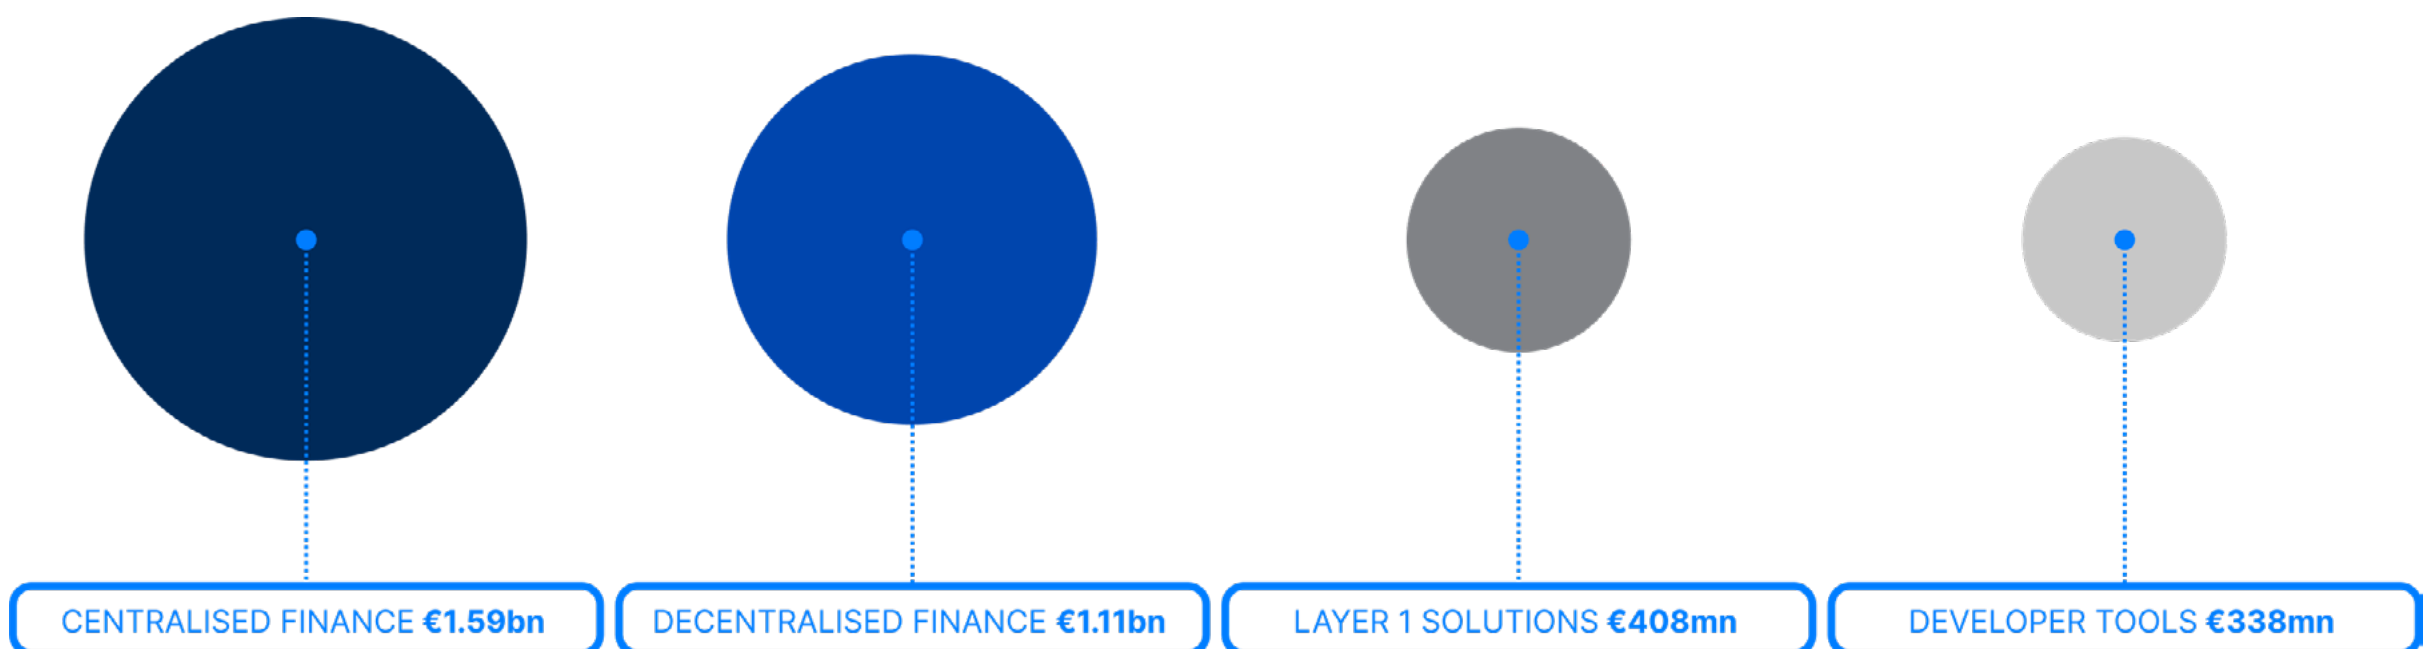 CENTRALISED FINANCE €1.59bn
DECENTRALISED FINANCE €1.11bn
LAYER 1 SOLUTIONS €408mn
DEVELOPER TOOLS €338mn